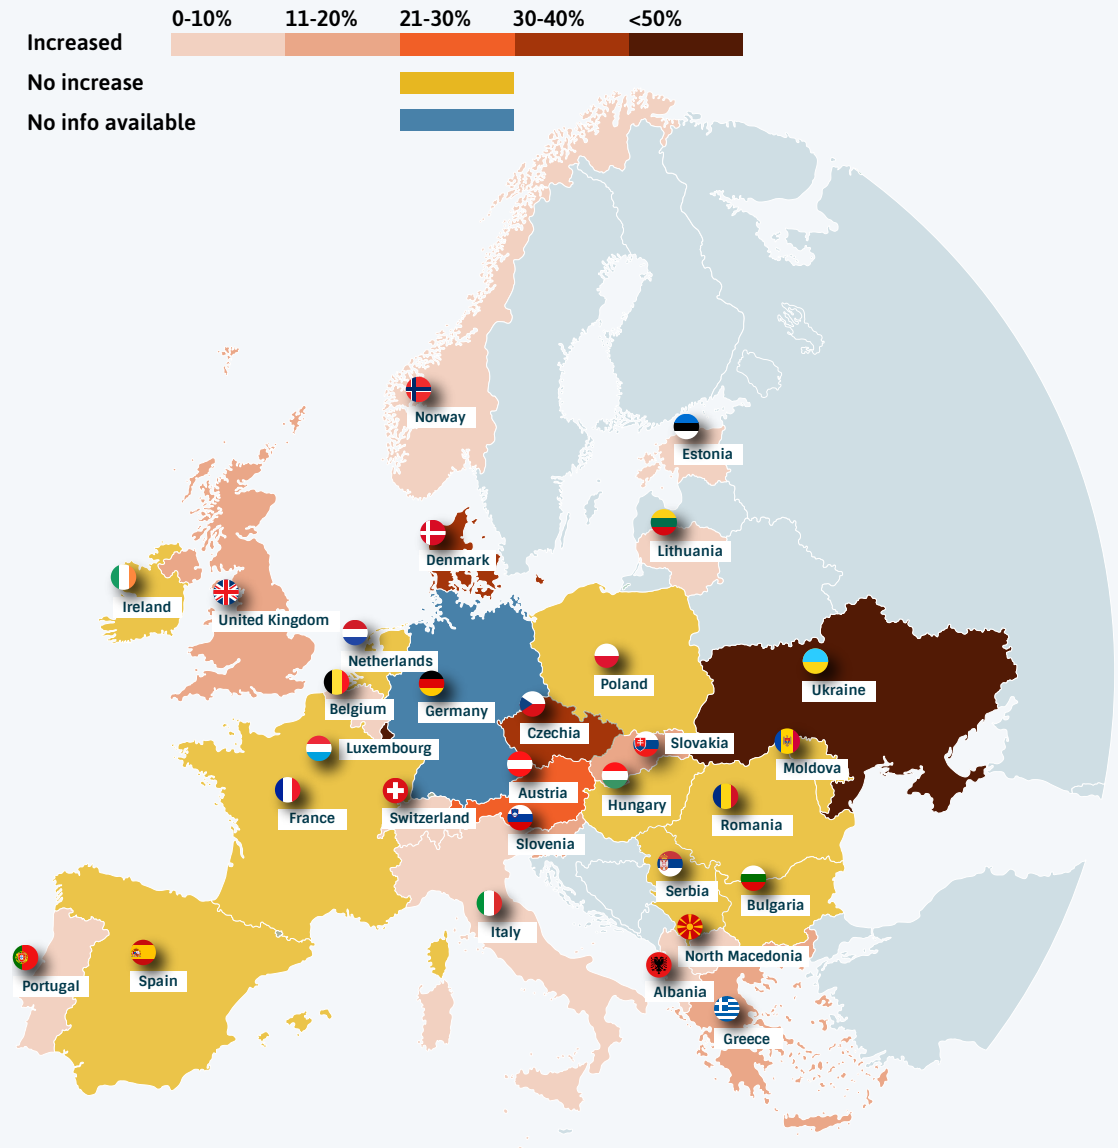 0-10% 11-20% 21-30% 30-40% <50%
Increased
No increase
No info available
Norway
Estonia
Lithuania
Denmark
Ireland
United Kingdom
Netherlands
Poland
Ukraine
Belgium
Germany
Czechia
Luxembourg
Slovakia
Moldova
Austria
Hungary
France
Switzerland
Romania
Slovenia
Serbia
Bulgaria
Italy
North Macedonia
Portugal
Spain
Albania
Greece